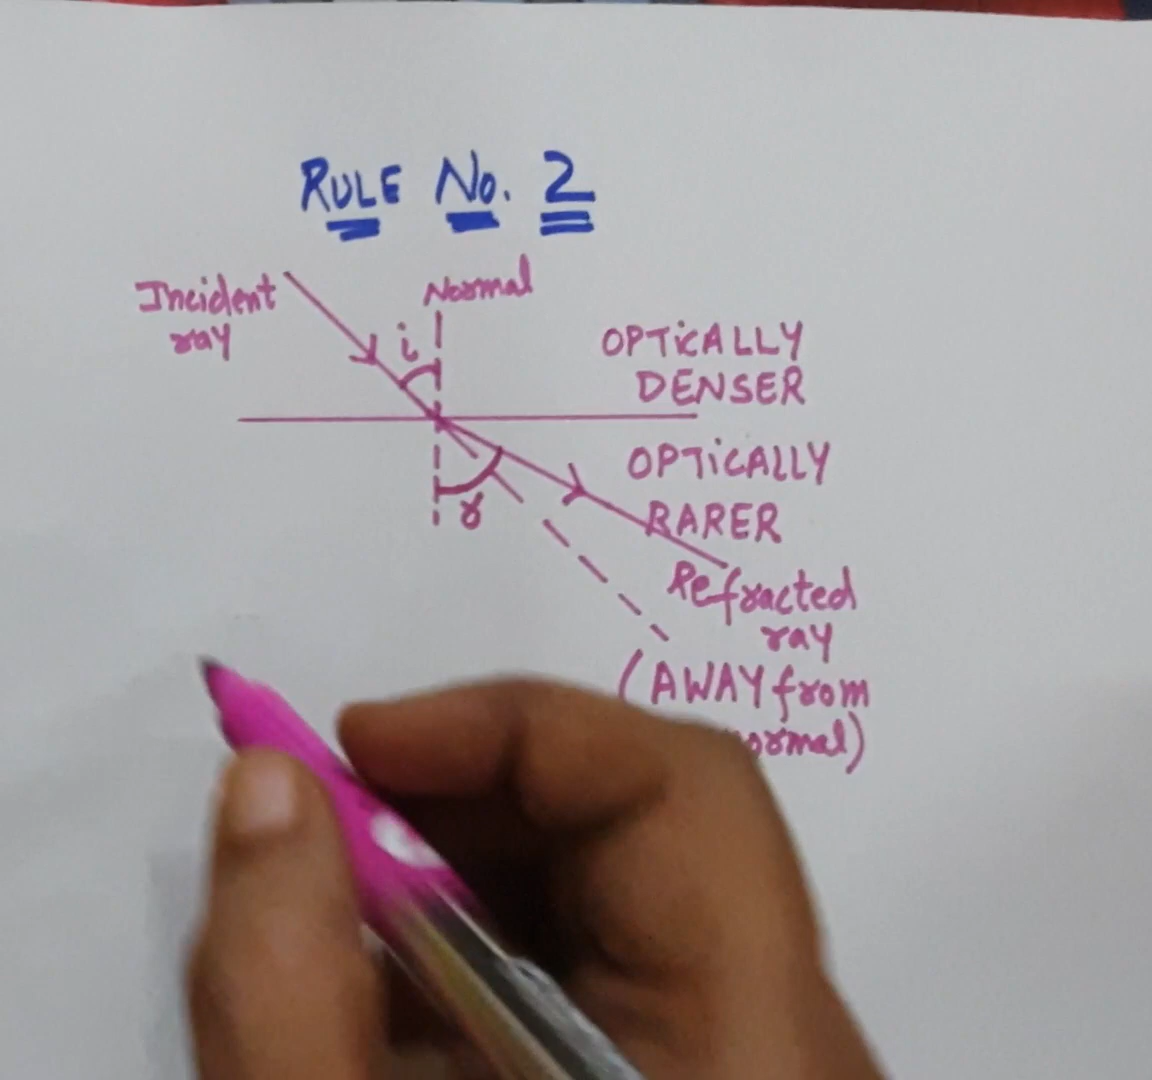 RULE No. 2
Incident
ray
Normal
i
OPTiCALLY
DENSER
OPTiCALLY
RARER
r
Refracted
ray
(AWAY from